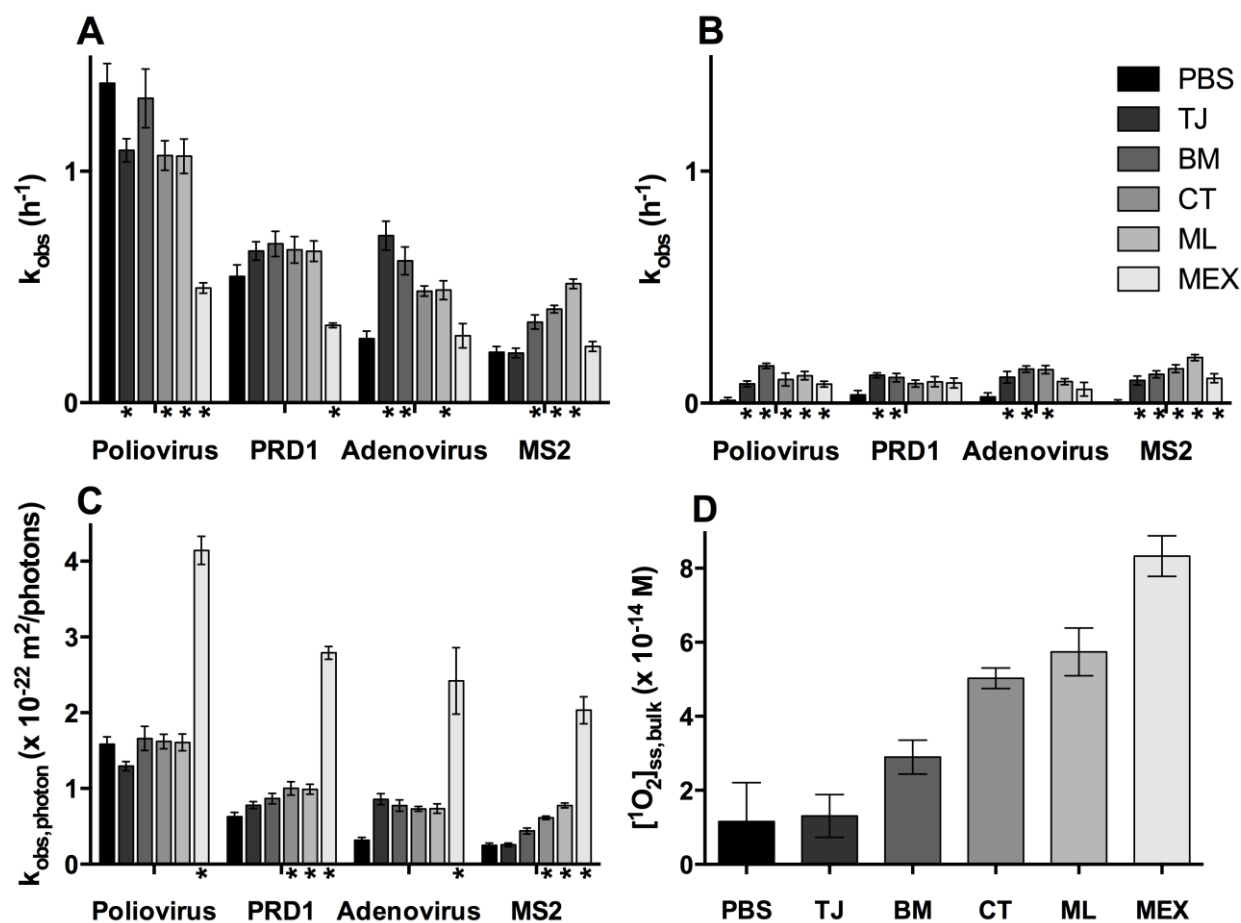 A
k_obs (h⁻¹)
1
0
* * * *
*
* * *
* * *
Poliovirus PRD1 Adenovirus MS2
B
k_obs (h⁻¹)
1
0
* * * * *
* *
* * *
* * * * *
Poliovirus PRD1 Adenovirus MS2
PBS
TJ
BM
CT
ML
MEX
C
k_obs,photon (x 10⁻²² m²/photons)
4
3
2
1
0
*
* * *
*
* * *
Poliovirus PRD1 Adenovirus MS2
D
[¹O₂]ss,bulk (x 10⁻¹⁴ M)
8
6
4
2
0
PBS TJ BM CT ML MEX